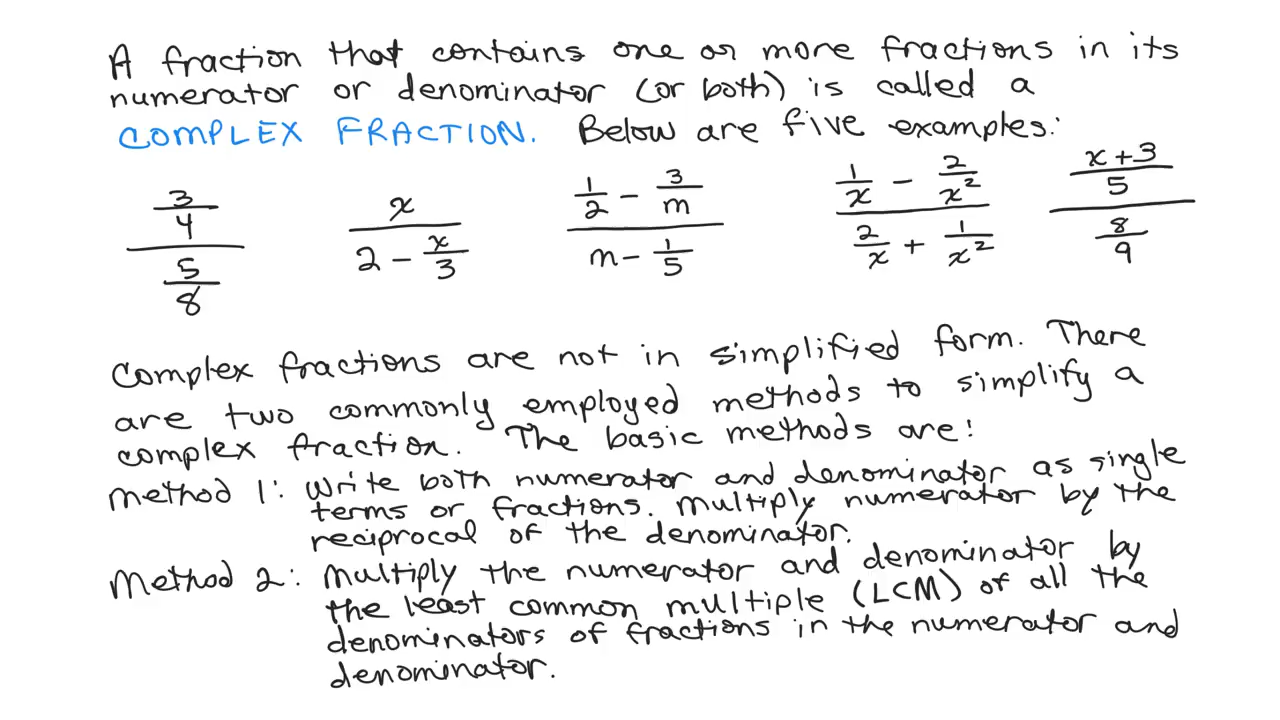 A fraction that contains one or more fractions in its
numerator or denominator (or both) is called a
COMPLEX FRACTION. Below are five examples:
(3/4)/(5/8)   x/(2 - x/3)   (1/2 - 3/m)/(m - 1/5)   (1/x - 2/x²)/(2/x + 1/x²)   ((x+3)/5)/(8/9)
Complex fractions are not in simplified form. There
are two commonly employed methods to simplify a
complex fraction. The basic methods are:
Method 1: Write both numerator and denominator as single
terms or fractions. Multiply numerator by the
reciprocal of the denominator.
Method 2: Multiply the numerator and denominator by
the least common multiple (LCM) of all the
denominators of fractions in the numerator and
denominator.